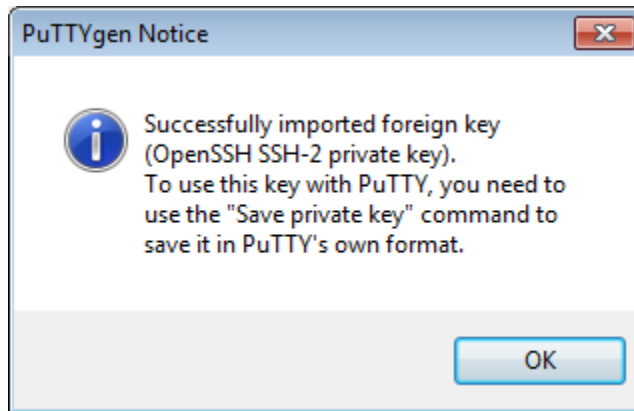 PuTTYgen Notice
Successfully imported foreign key
(OpenSSH SSH-2 private key).
To use this key with PuTTY, you need to
use the "Save private key" command to
save it in PuTTY's own format.
OK